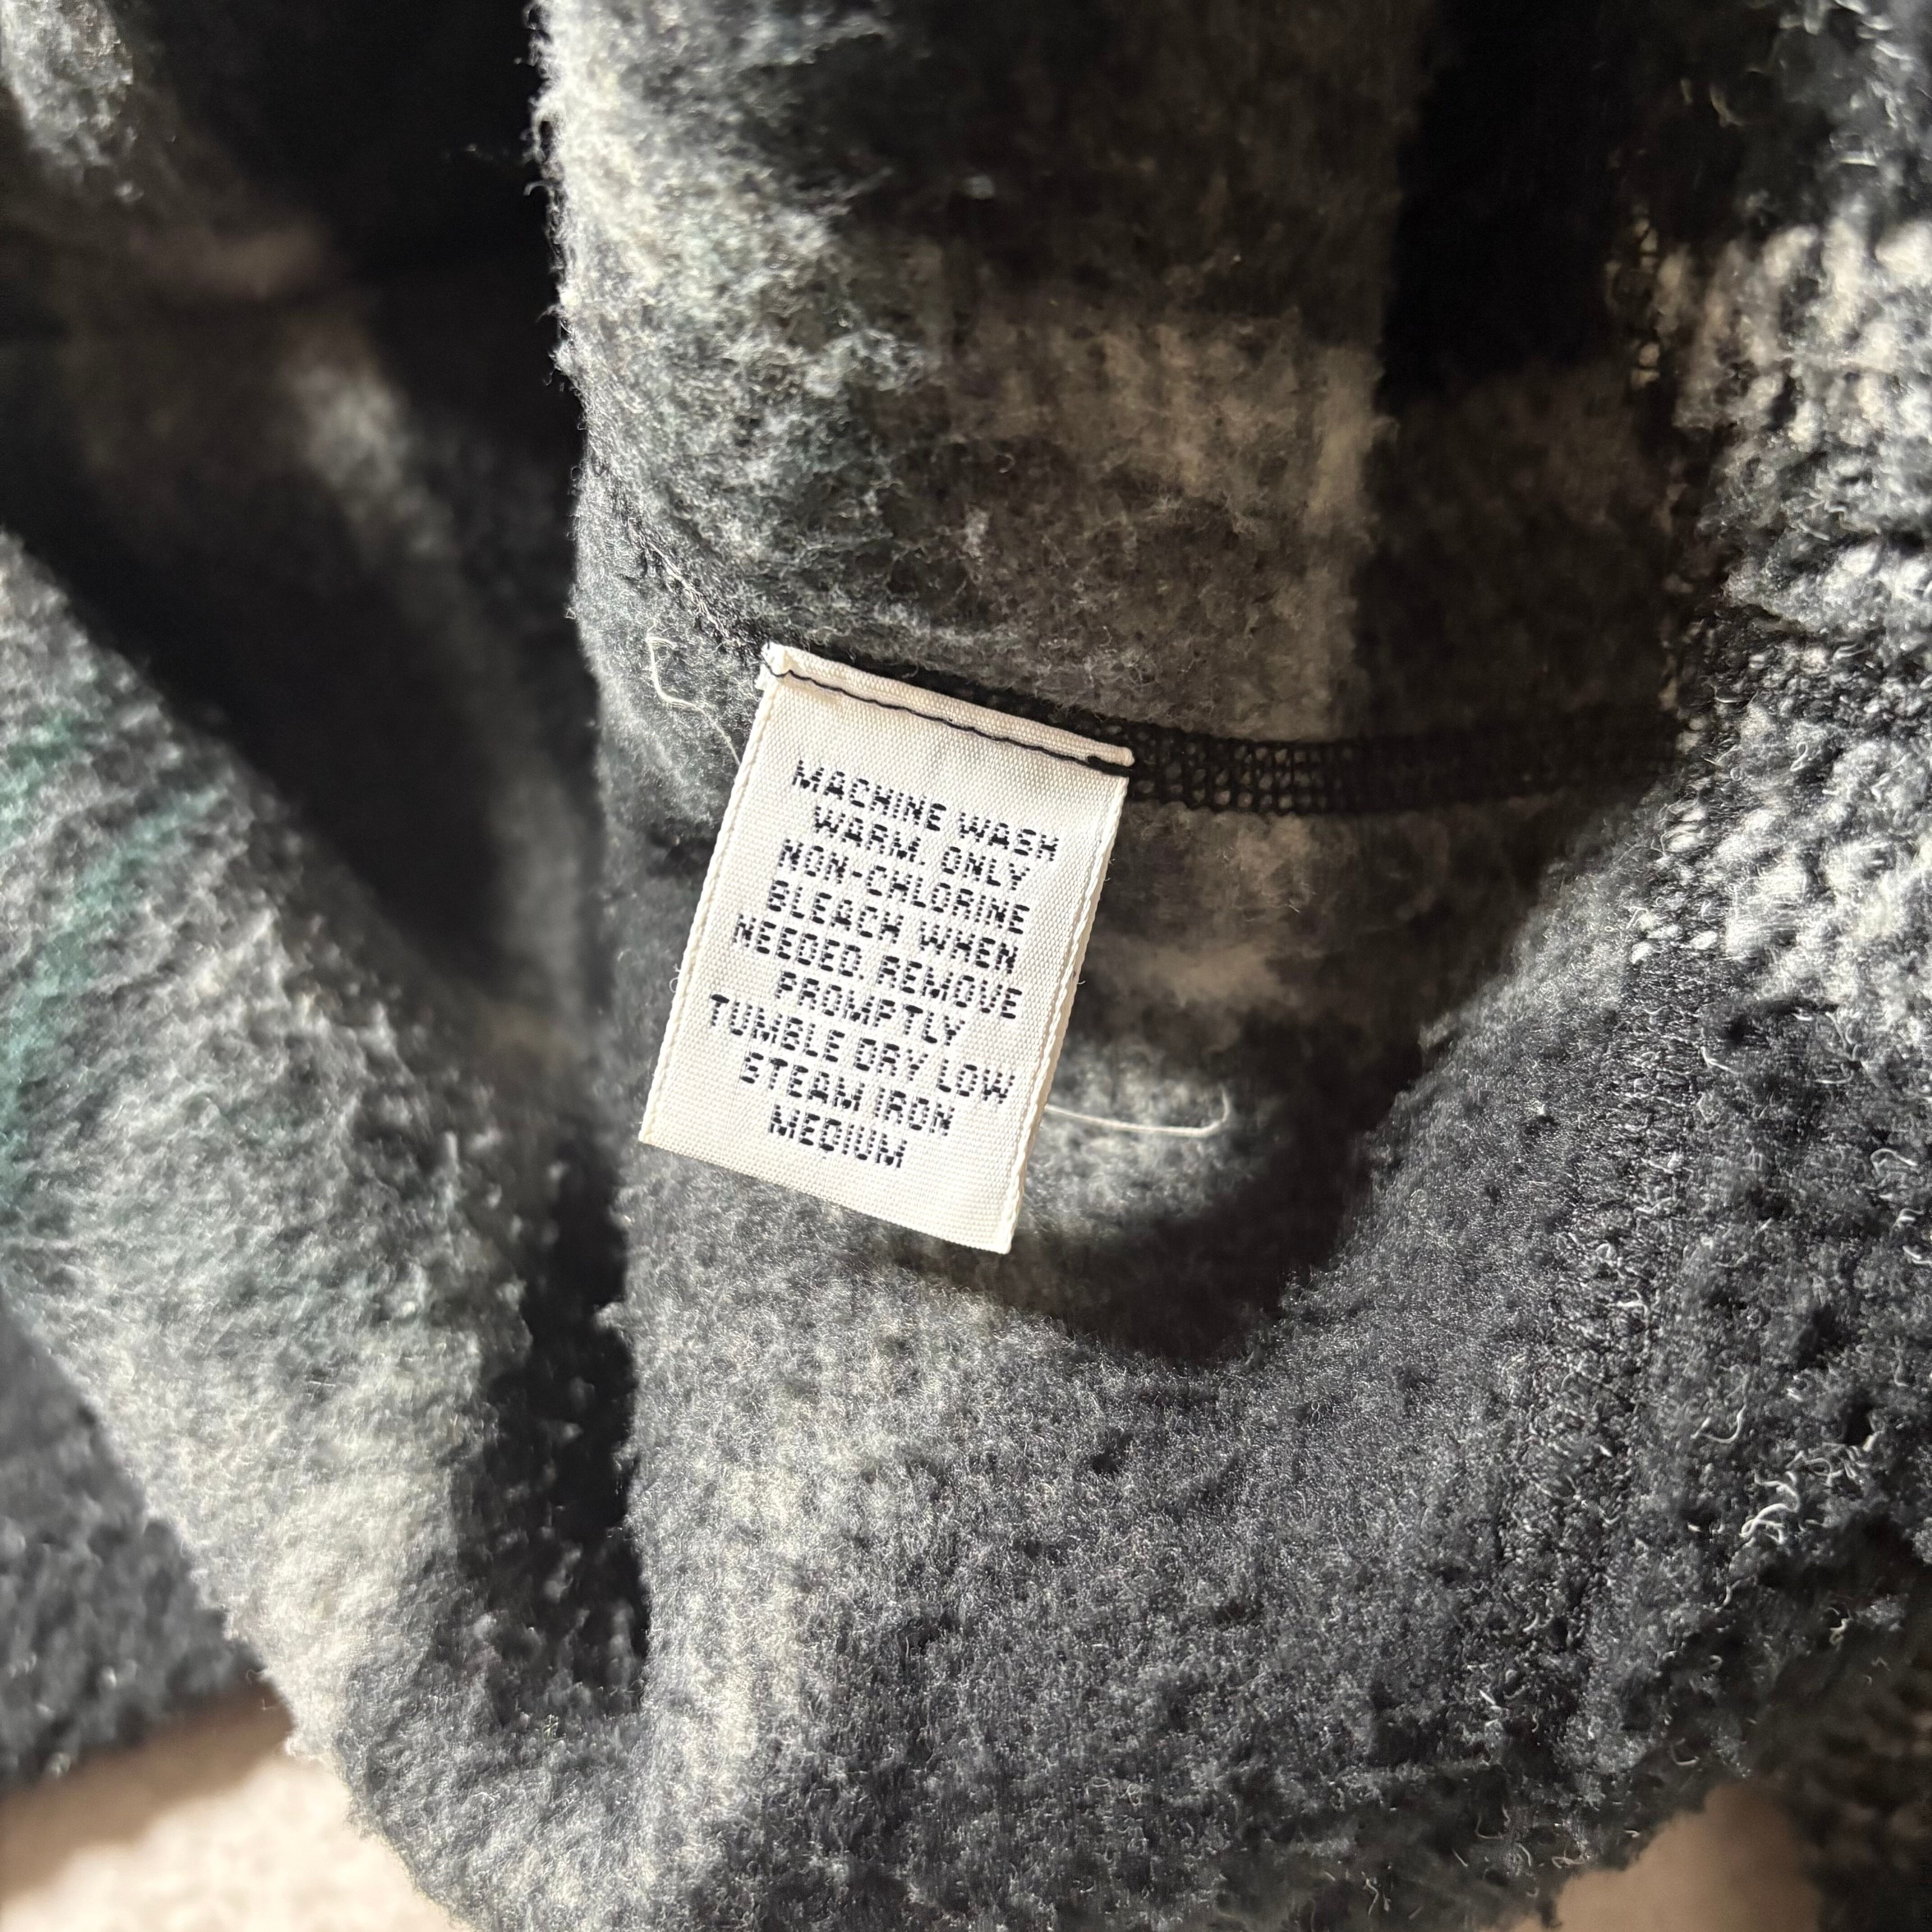 MACHINE WASH
WARM. ONLY
NON-CHLORINE
BLEACH WHEN
NEEDED. REMOVE
PROMPTLY
TUMBLE DRY LOW
STEAM IRON
MEDIUM